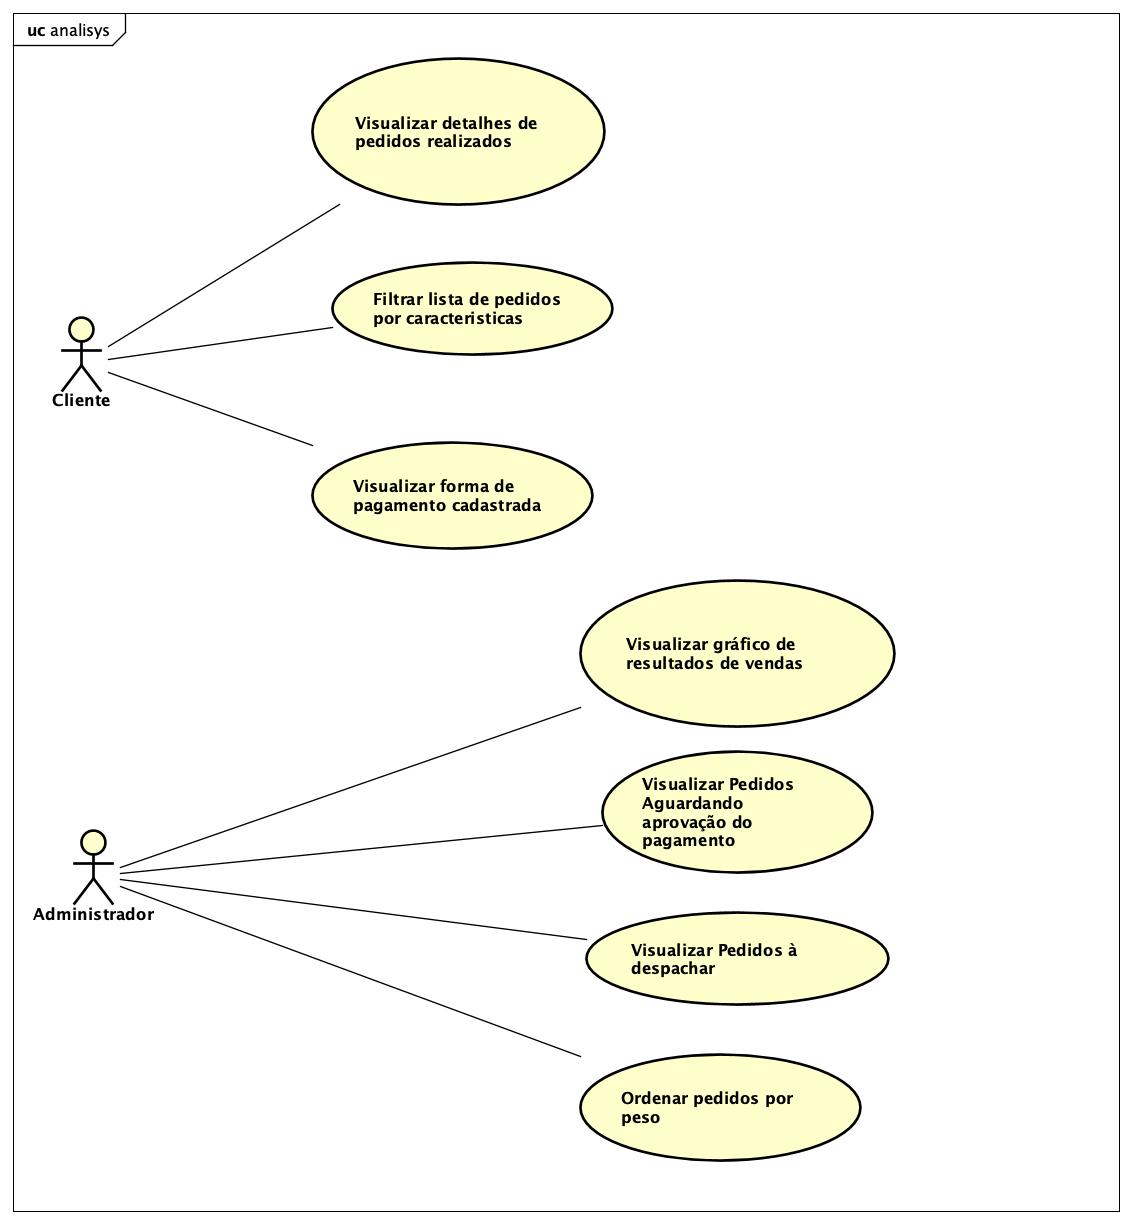 uc analisys
Visualizar detalhes de
pedidos realizados
Filtrar lista de pedidos
por caracteristicas
Cliente
Visualizar forma de
pagamento cadastrada
Visualizar gráfico de
resultados de vendas
Visualizar Pedidos
Aguardando
aprovação do
pagamento
Administrador
Visualizar Pedidos à
despachar
Ordenar pedidos por
peso